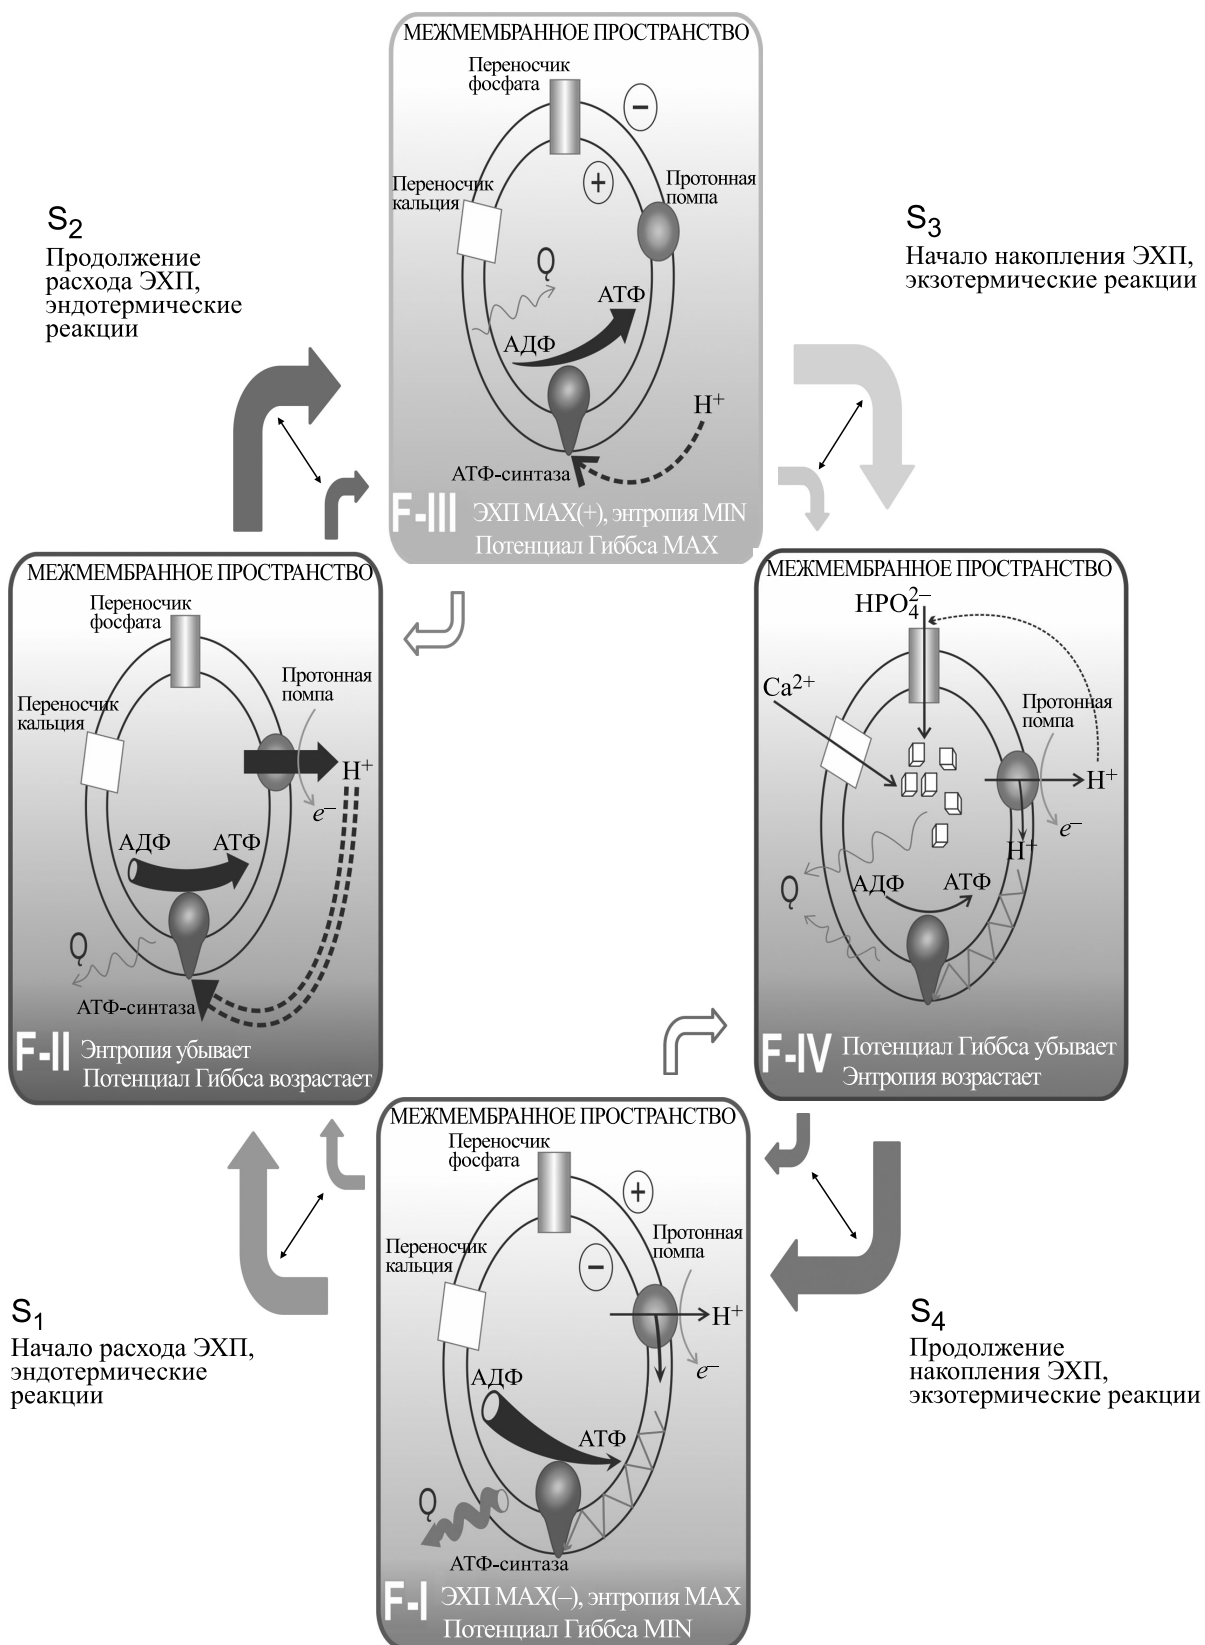 МЕЖМЕМБРАННОЕ ПРОСТРАНСТВО
Переносчик
фосфата
−
+
Переносчик
кальция
Протонная
помпа
Q
АТФ
АДФ
H+
АТФ-синтаза
F-III ЭХП MAX(+), энтропия MIN
Потенциал Гиббса MAX
S2
Продолжение
расхода ЭХП,
эндотермические
реакции
S3
Начало накопления ЭХП,
экзотермические реакции
МЕЖМЕМБРАННОЕ ПРОСТРАНСТВО
Переносчик
фосфата
Протонная
помпа
Переносчик
кальция
H+
e−
АДФ АТФ
Q
АТФ-синтаза
F-II Энтропия убывает
Потенциал Гиббса возрастает
МЕЖМЕМБРАННОЕ ПРОСТРАНСТВО
HPO4 2−
Ca2+
Протонная
помпа
H+
e−
H+
АДФ АТФ
Q
F-IV Потенциал Гиббса убывает
Энтропия возрастает
МЕЖМЕМБРАННОЕ ПРОСТРАНСТВО
Переносчик
фосфата
+
−
Протонная
помпа
Переносчик
кальция
H+
e−
АДФ
АТФ
Q
АТФ-синтаза
F-I ЭХП MAX(−), энтропия MAX
Потенциал Гиббса MIN
S1
Начало расхода ЭХП,
эндотермические
реакции
S4
Продолжение
накопления ЭХП,
экзотермические реакции